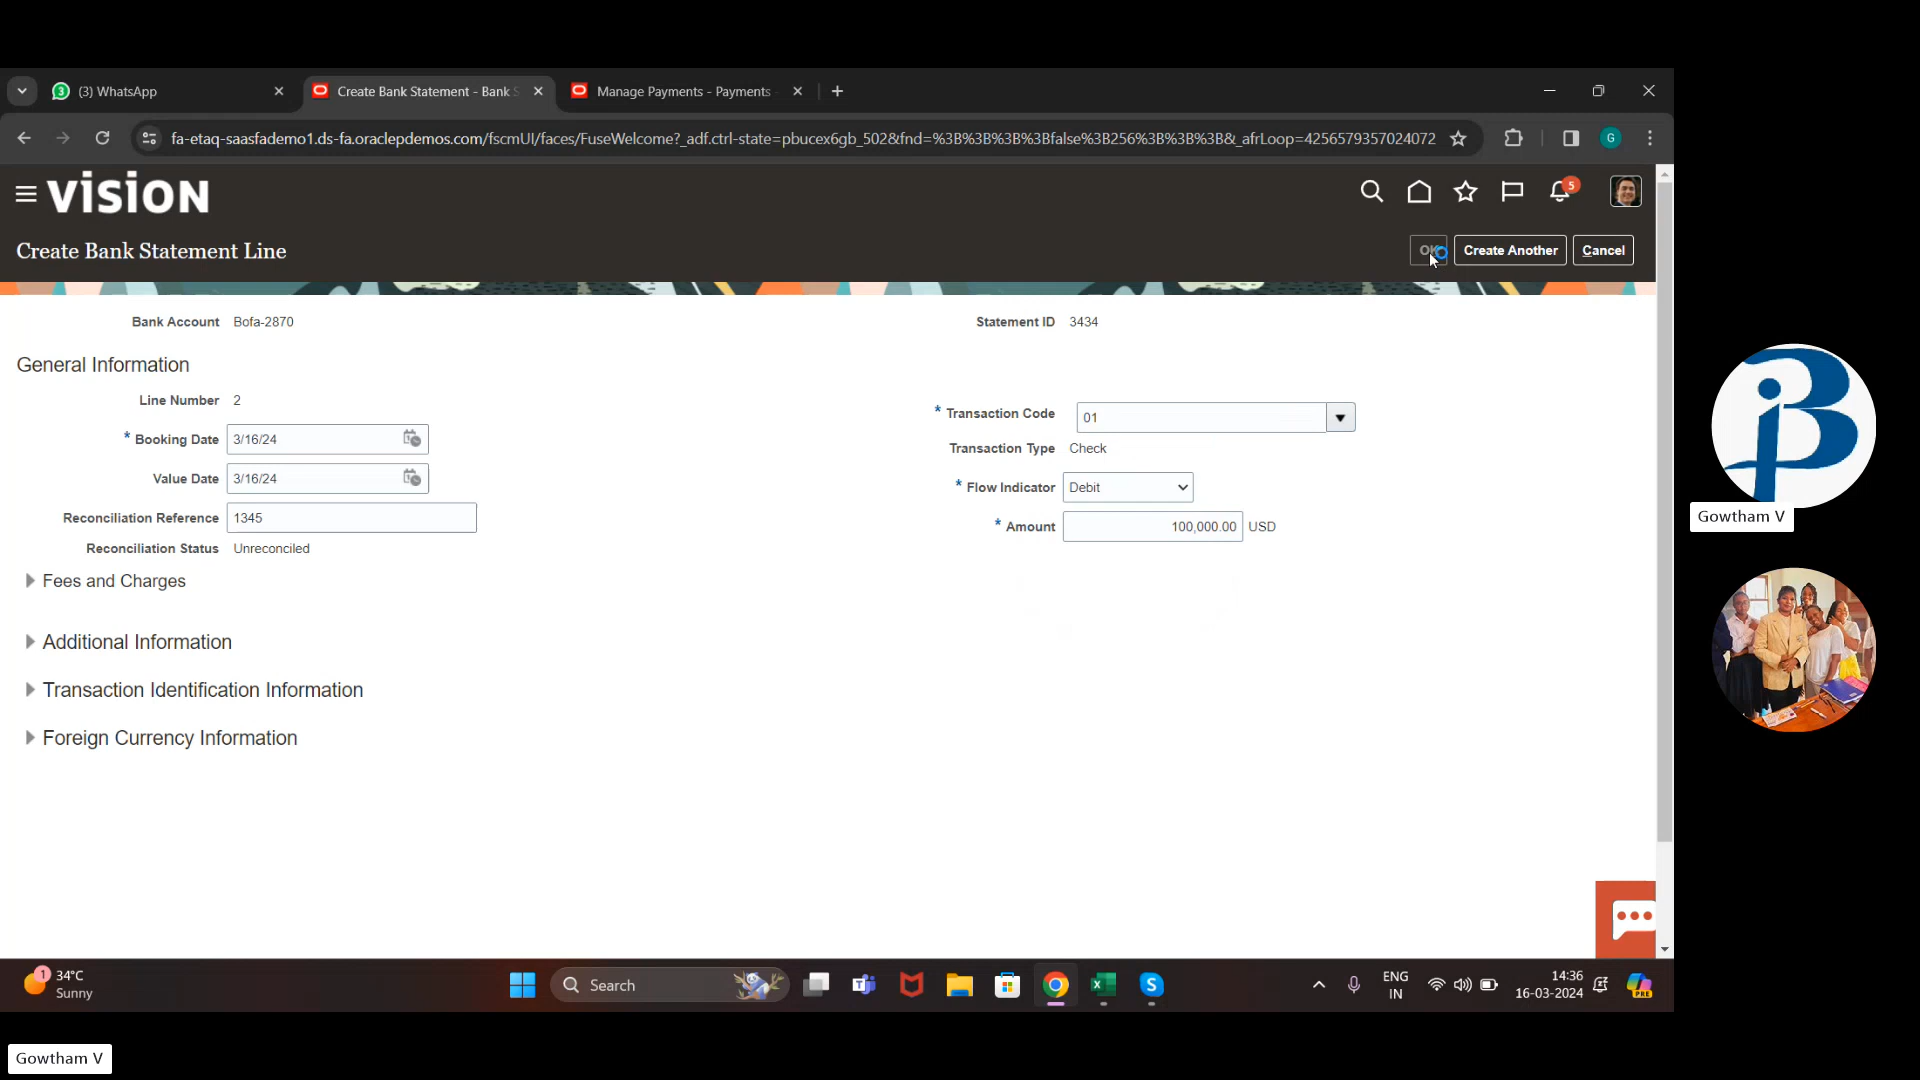 (3) WhatsApp
Create Bank Statement - Bank S
Manage Payments - Payments
fa-etaq-saasfademo1.ds-fa.oraclepdemos.com/fscmUI/faces/FuseWelcome?_adf.ctrl-state=pbucex6gb_502&fnd=%3B%3B%3B%3Bfalse%3B256%3B%3B%3B&_afrLoop=4256579357024072
G
VISION
5
Create Bank Statement Line
OK
Create Another
Cancel
Bank Account Bofa-2870
Statement ID 3434
General Information
Line Number 2
* Booking Date 3/16/24
Value Date 3/16/24
Reconciliation Reference 1345
Reconciliation Status Unreconciled
* Transaction Code 01
Transaction Type Check
* Flow Indicator Debit
* Amount 100,000.00 USD
Fees and Charges
Additional Information
Transaction Identification Information
Foreign Currency Information
Gowtham V
1
34°C
Sunny
Search
ENG
IN
14:36
16-03-2024
PRE
Gowtham V